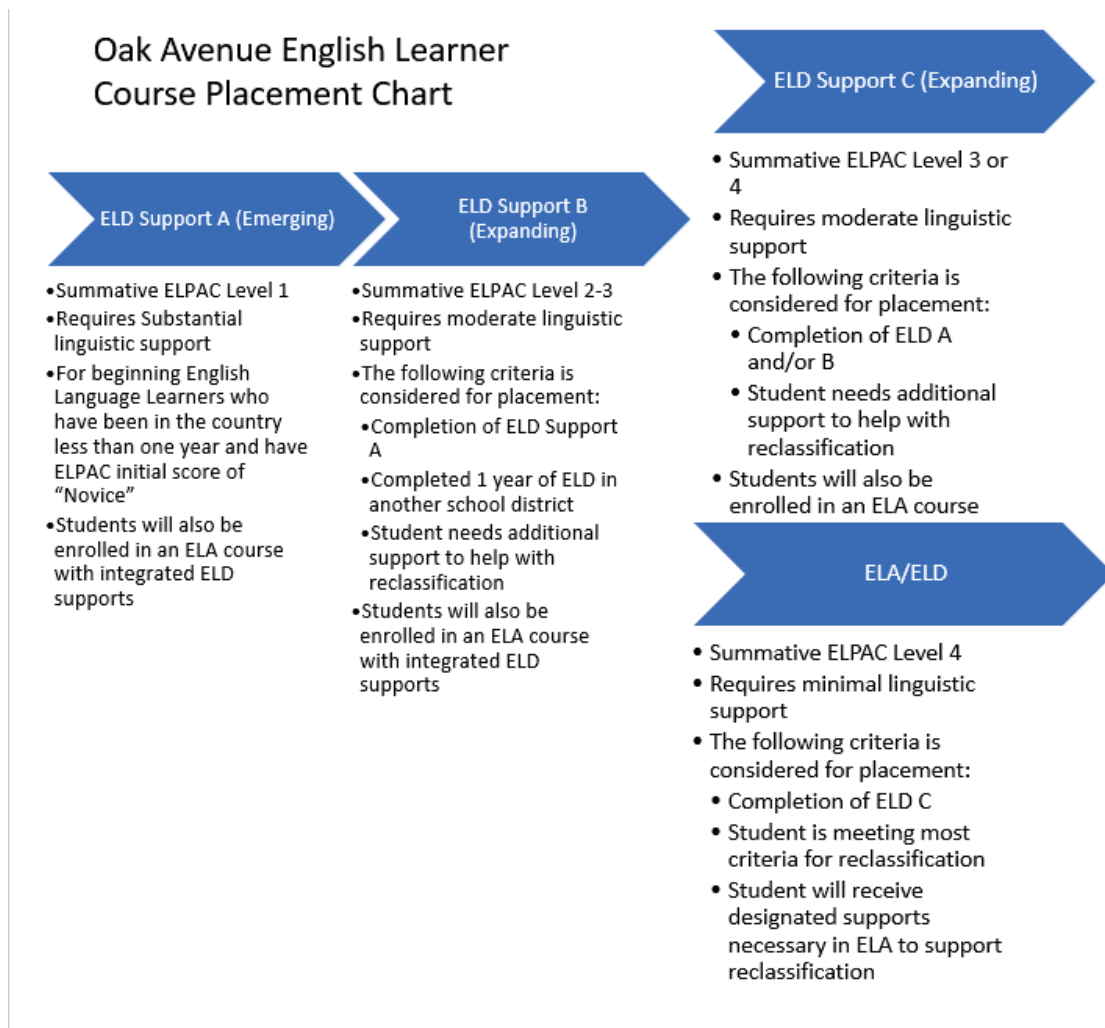 Oak Avenue English Learner
Course Placement Chart
ELD Support A (Emerging)
•Summative ELPAC Level 1
•Requires Substantial
linguistic support
•For beginning English
Language Learners who
have been in the country
less than one year and have
ELPAC initial score of
“Novice”
•Students will also be
enrolled in an ELA course
with integrated ELD
supports
ELD Support B
(Expanding)
•Summative ELPAC Level 2-3
•Requires moderate linguistic
support
•The following criteria is
considered for placement:
•Completion of ELD Support
A
•Completed 1 year of ELD in
another school district
•Student needs additional
support to help with
reclassification
•Students will also be
enrolled in an ELA course
with integrated ELD
supports
ELD Support C (Expanding)
• Summative ELPAC Level 3 or
4
• Requires moderate linguistic
support
• The following criteria is
considered for placement:
• Completion of ELD A
and/or B
• Student needs additional
support to help with
reclassification
• Students will also be
enrolled in an ELA course
ELA/ELD
• Summative ELPAC Level 4
• Requires minimal linguistic
support
• The following criteria is
considered for placement:
• Completion of ELD C
• Student is meeting most
criteria for reclassification
• Student will receive
designated supports
necessary in ELA to support
reclassification